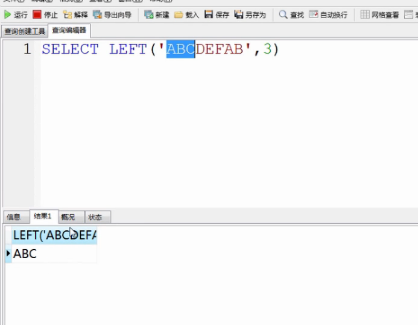 运行 停止 解释 导出向导 新建 载入 保存 另存为 查找 自动换行 网格查看
查询创建工具 查询编辑器
1 SELECT LEFT('ABCDEFAB',3)
信息 结果1 概况 状态
LEFT('ABCDEFA
ABC